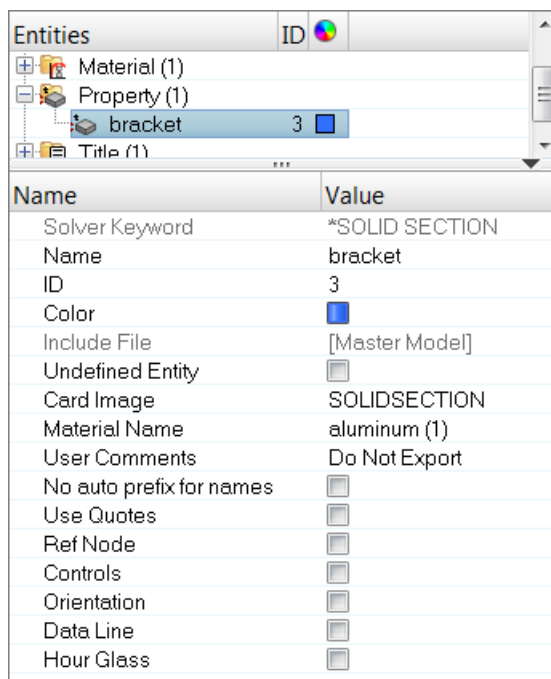 Entities ID
Material (1)
Property (1)
bracket 3
Title (1)
Name Value
Solver Keyword *SOLID SECTION
Name bracket
ID 3
Color
Include File [Master Model]
Undefined Entity
Card Image SOLIDSECTION
Material Name aluminum (1)
User Comments Do Not Export
No auto prefix for names
Use Quotes
Ref Node
Controls
Orientation
Data Line
Hour Glass